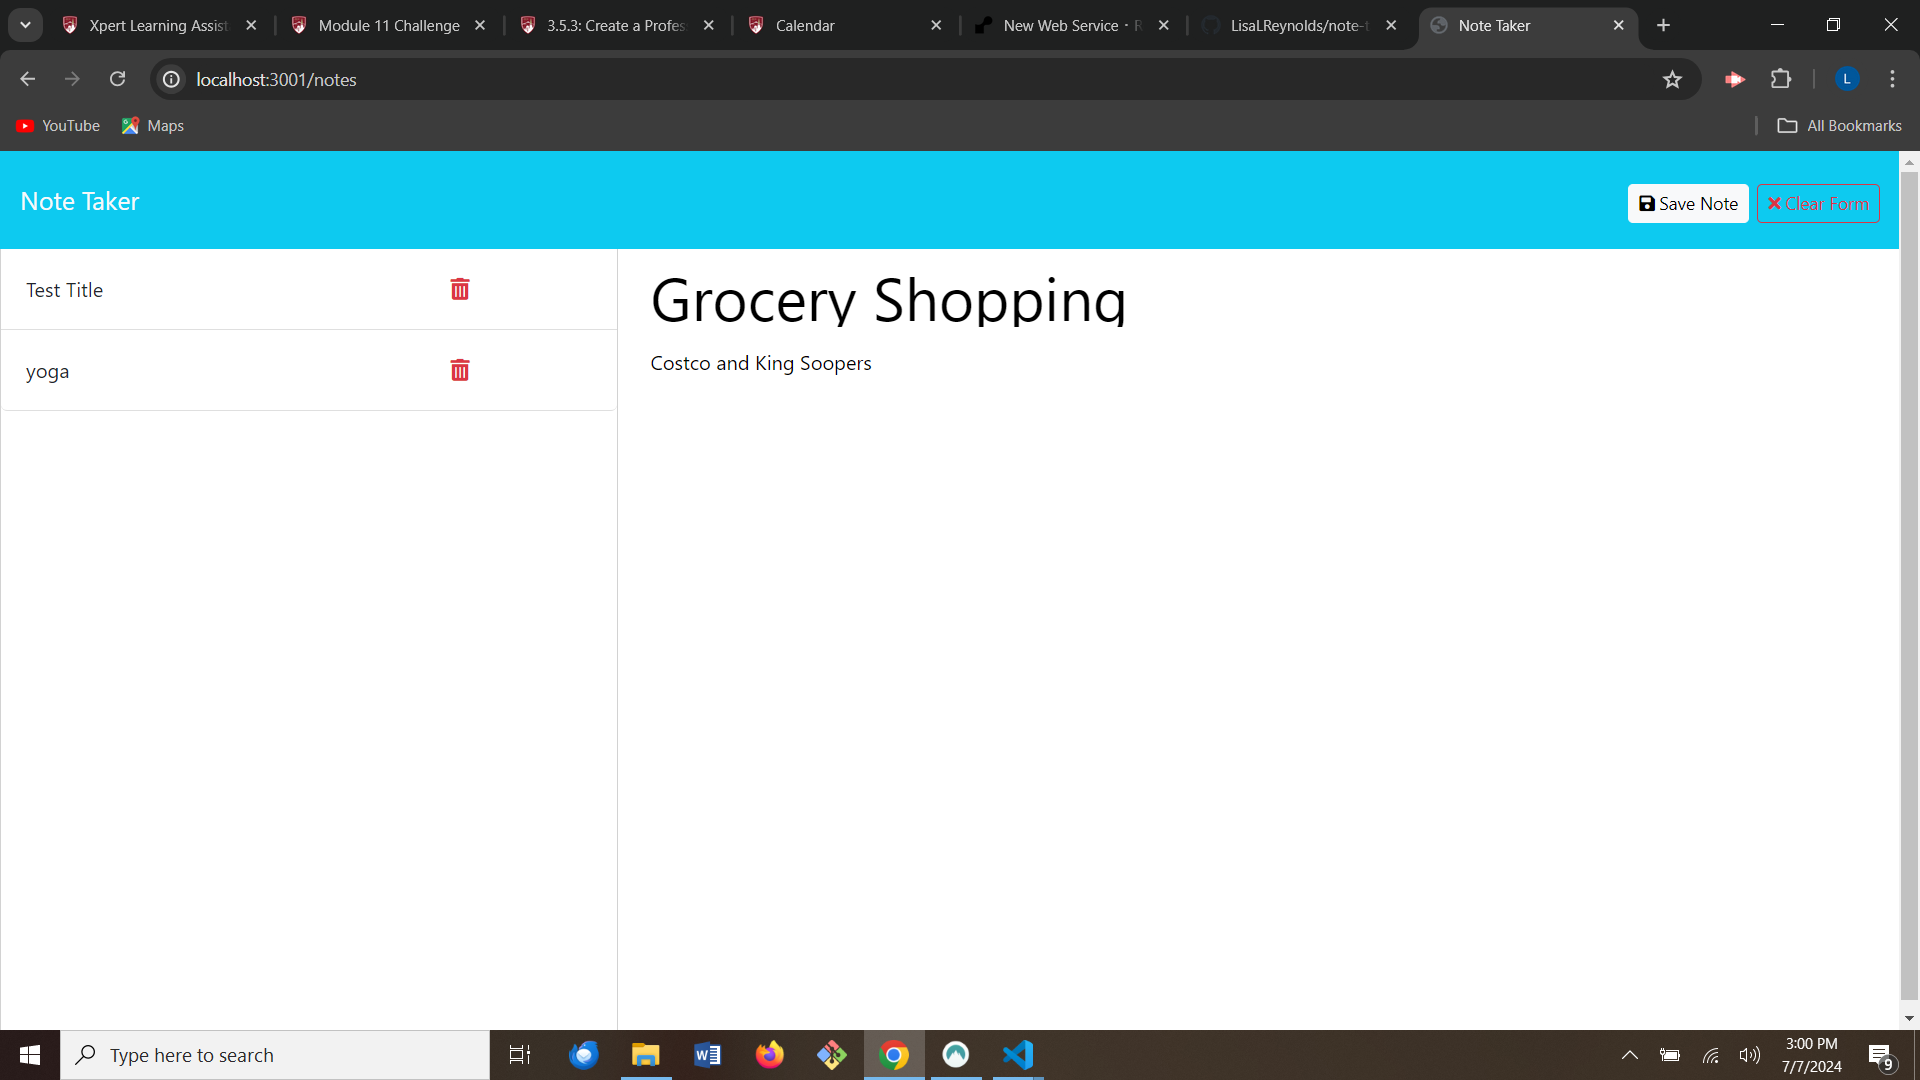 Xpert Learning Assist
Module 11 Challenge
3.5.3: Create a Profes
Calendar
New Web Service · R
LisaLReynolds/note-t
Note Taker
localhost:3001/notes
L
YouTube
Maps
All Bookmarks
Note Taker
Save Note
Clear Form
Test Title
yoga
Grocery Shopping
Costco and King Soopers
Type here to search
3:00 PM
7/7/2024
9